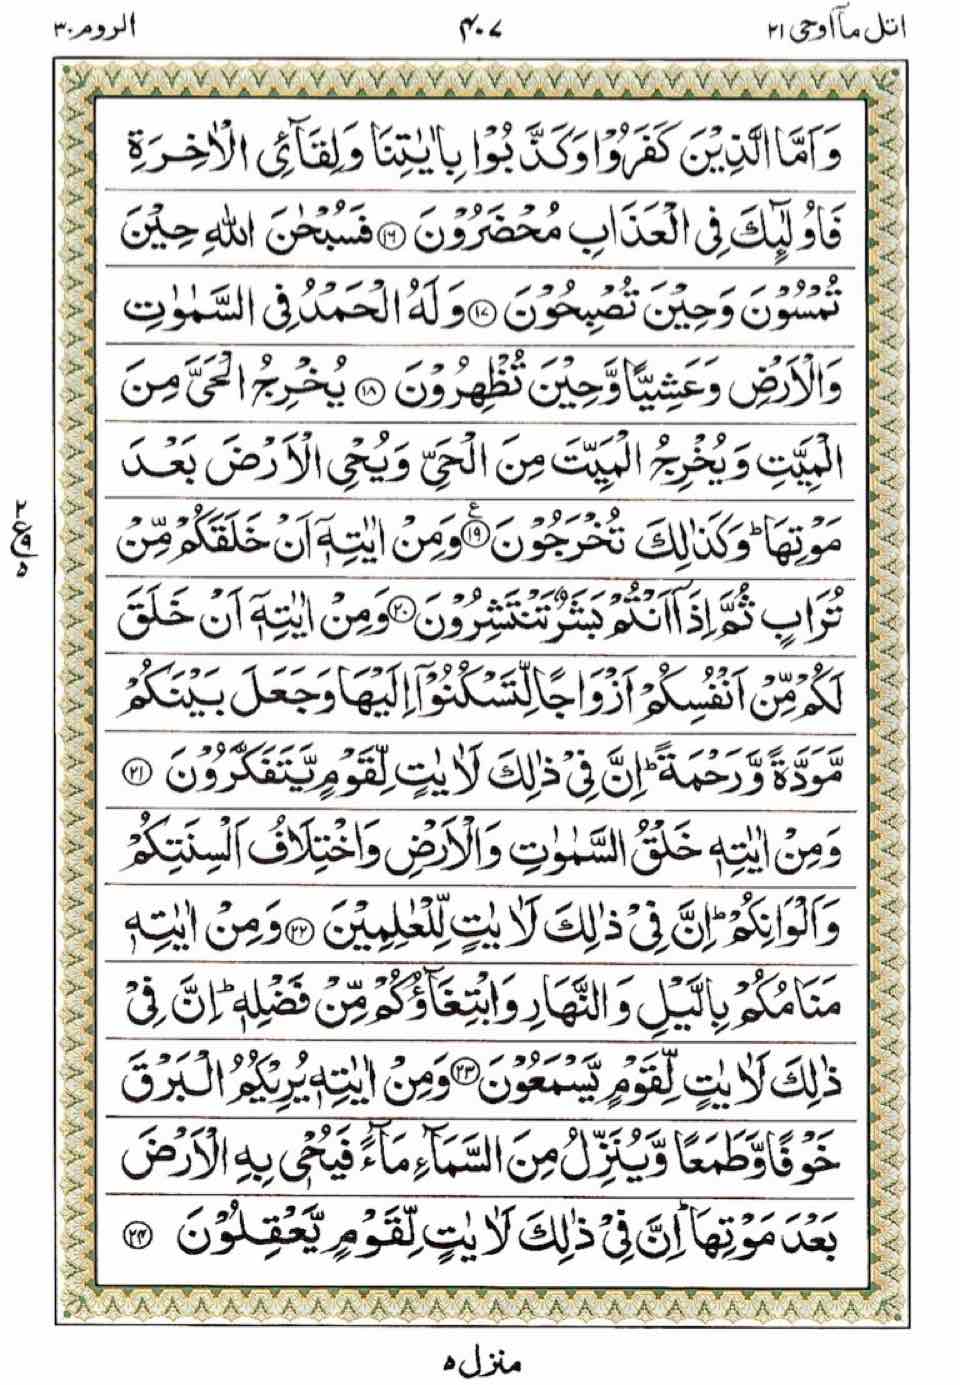 اتل ماۤ اوحی ۲۱
۴۰۷
الروم ۳۰
وَ اَمَّا الَّذِیْنَ كَفَرُوْا وَ كَذَّبُوْا بِاٰیٰتِنَا وَ لِقَآئِ الْاٰخِرَةِ
فَاُولٰٓىِٕكَ فِی الْعَذَابِ مُحْضَرُوْنَ ۝۱۶ فَسُبْحٰنَ اللّٰهِ حِیْنَ
تُمْسُوْنَ وَ حِیْنَ تُصْبِحُوْنَ ۝۱۷ وَ لَهُ الْحَمْدُ فِی السَّمٰوٰتِ
وَ الْاَرْضِ وَ عَشِیًّا وَّ حِیْنَ تُظْهِرُوْنَ ۝۱۸ یُخْرِجُ الْحَیَّ مِنَ
الْمَیِّتِ وَ یُخْرِجُ الْمَیِّتَ مِنَ الْحَیِّ وَ یُحْیِ الْاَرْضَ بَعْدَ
مَوْتِهَا ؕ وَ كَذٰلِكَ تُخْرَجُوْنَ ۝۱۹ ع وَ مِنْ اٰیٰتِهٖۤ اَنْ خَلَقَكُمْ مِّنْ
۲ ع ۹ ۵
تُرَابٍ ثُمَّ اِذَاۤ اَنْتُمْ بَشَرٌ تَنْتَشِرُوْنَ ۝۲۰ وَ مِنْ اٰیٰتِهٖۤ اَنْ خَلَقَ
لَكُمْ مِّنْ اَنْفُسِكُمْ اَزْوَاجًا لِّتَسْكُنُوْۤا اِلَیْهَا وَ جَعَلَ بَیْنَكُمْ
مَّوَدَّةً وَّ رَحْمَةً ؕ اِنَّ فِیْ ذٰلِكَ لَاٰیٰتٍ لِّقَوْمٍ یَّتَفَكَّرُوْنَ ۝۲۱
وَ مِنْ اٰیٰتِهٖ خَلْقُ السَّمٰوٰتِ وَ الْاَرْضِ وَ اخْتِلَافُ اَلْسِنَتِكُمْ
وَ اَلْوَانِكُمْ ؕ اِنَّ فِیْ ذٰلِكَ لَاٰیٰتٍ لِّلْعٰلِمِیْنَ ۝۲۲ وَ مِنْ اٰیٰتِهٖ
مَنَامُكُمْ بِالَّیْلِ وَ النَّهَارِ وَ ابْتِغَآؤُكُمْ مِّنْ فَضْلِهٖ ؕ اِنَّ فِیْ
ذٰلِكَ لَاٰیٰتٍ لِّقَوْمٍ یَّسْمَعُوْنَ ۝۲۳ وَ مِنْ اٰیٰتِهٖ یُرِیْكُمُ الْبَرْقَ
خَوْفًا وَّ طَمَعًا وَّ یُنَزِّلُ مِنَ السَّمَآءِ مَآءً فَیُحْیٖ بِهِ الْاَرْضَ
بَعْدَ مَوْتِهَا ؕ اِنَّ فِیْ ذٰلِكَ لَاٰیٰتٍ لِّقَوْمٍ یَّعْقِلُوْنَ ۝۲۴
منزل ۵